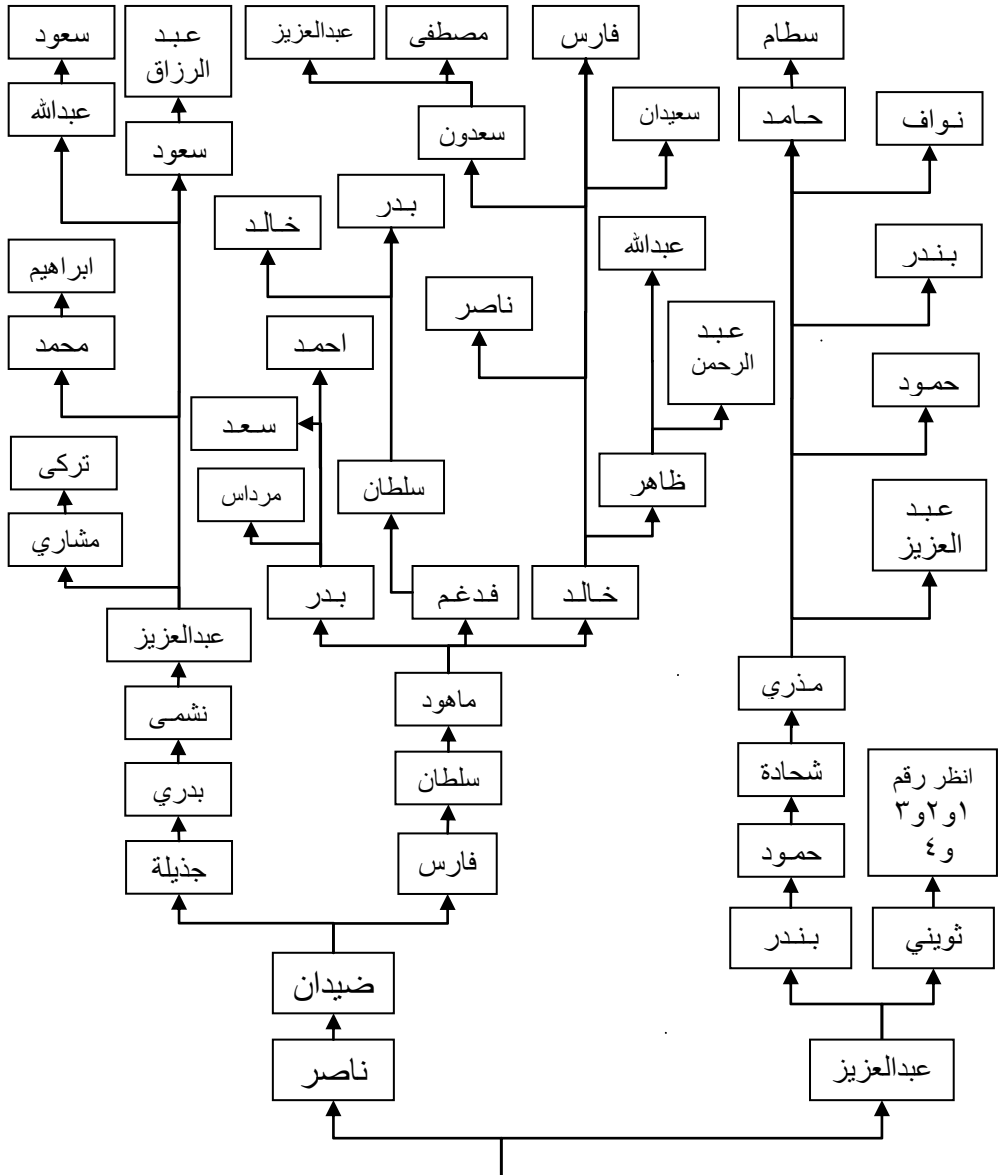 سطام
فارس
مصطفى
عبدالعزيز
عبد
الرزاق
سعود
نواف
حامد
سعيدان
سعدون
سعود
عبدالله
بندر
عبدالله
بدر
خالد
ناصر
ابراهيم
حمود
عبد
الرحمن
احمد
محمد
سعد
عبد
العزيز
ظاهر
سلطان
مرداس
تركى
مشاري
خالد
فدغم
بدر
عبدالعزيز
مذري
ماهود
نشمى
شحادة
سلطان
بدري
انظر رقم
١و٢و٣
و٤
حمود
فارس
جذيلة
ثويني
بندر
ضيدان
عبدالعزيز
ناصر